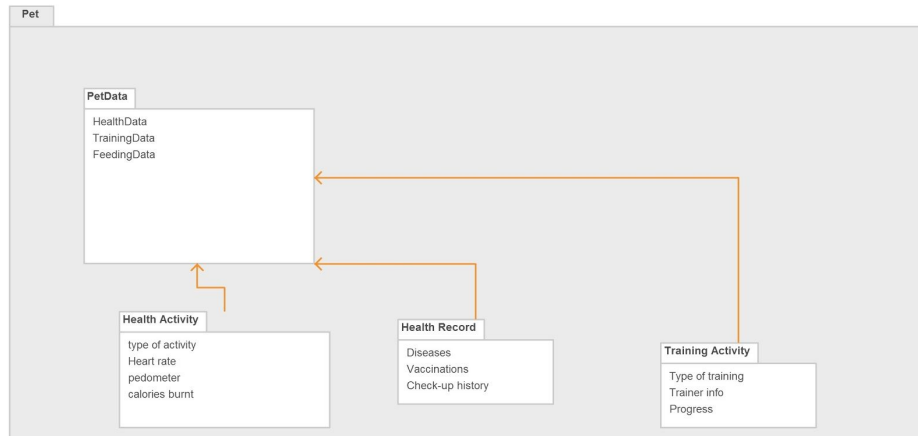 Pet
PetData
HealthData
TrainingData
FeedingData
Health Activity
type of activity
Heart rate
pedometer
calories burnt
Health Record
Diseases
Vaccinations
Check-up history
Training Activity
Type of training
Trainer info
Progress